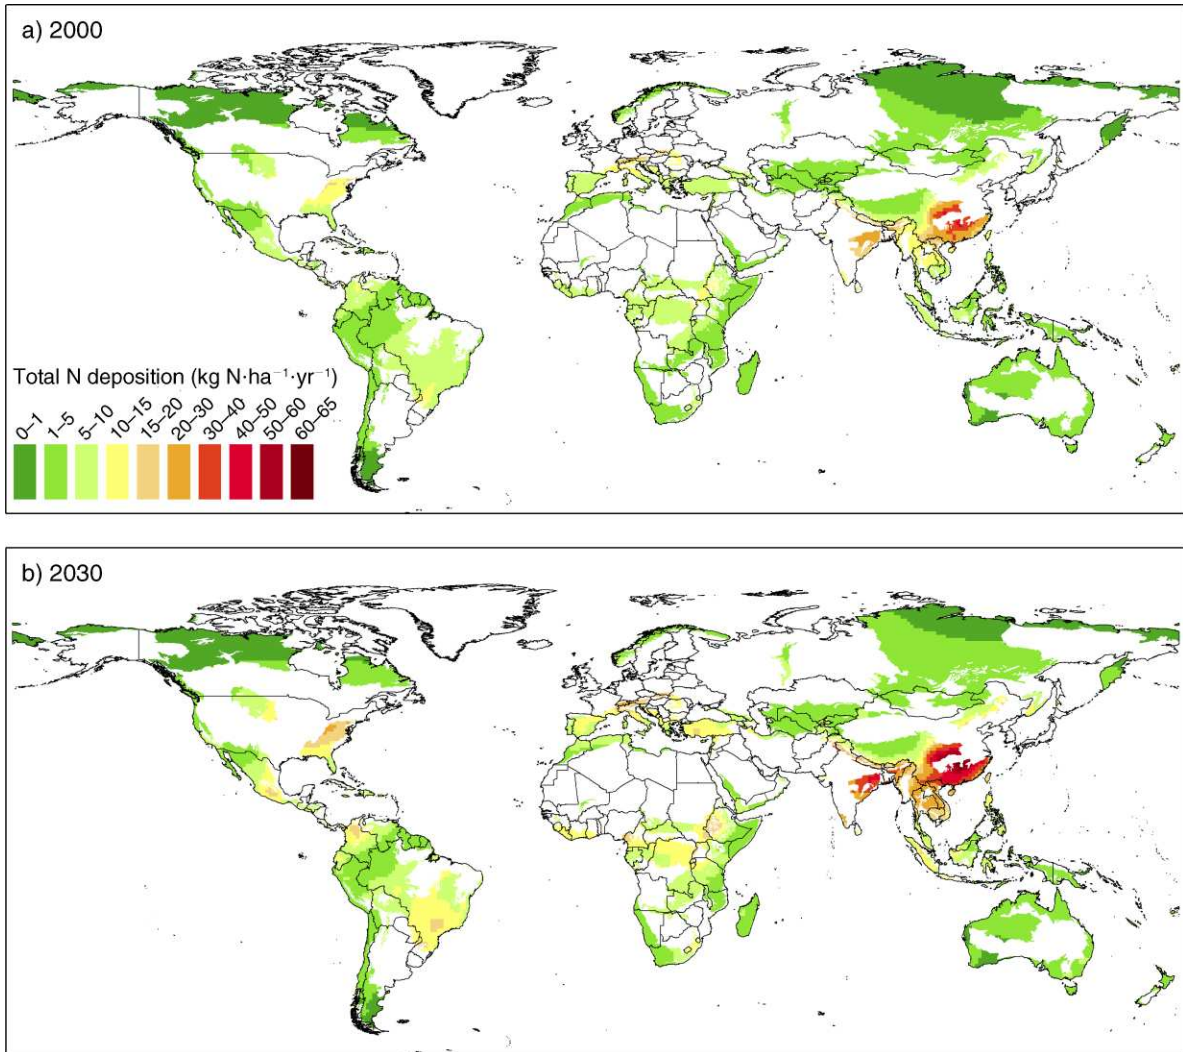 a) 2000
Total N deposition (kg N·ha⁻¹·yr⁻¹)
0–1 1–5 5–10 10–15 15–20 20–30 30–40 40–50 50–60 60–65
b) 2030